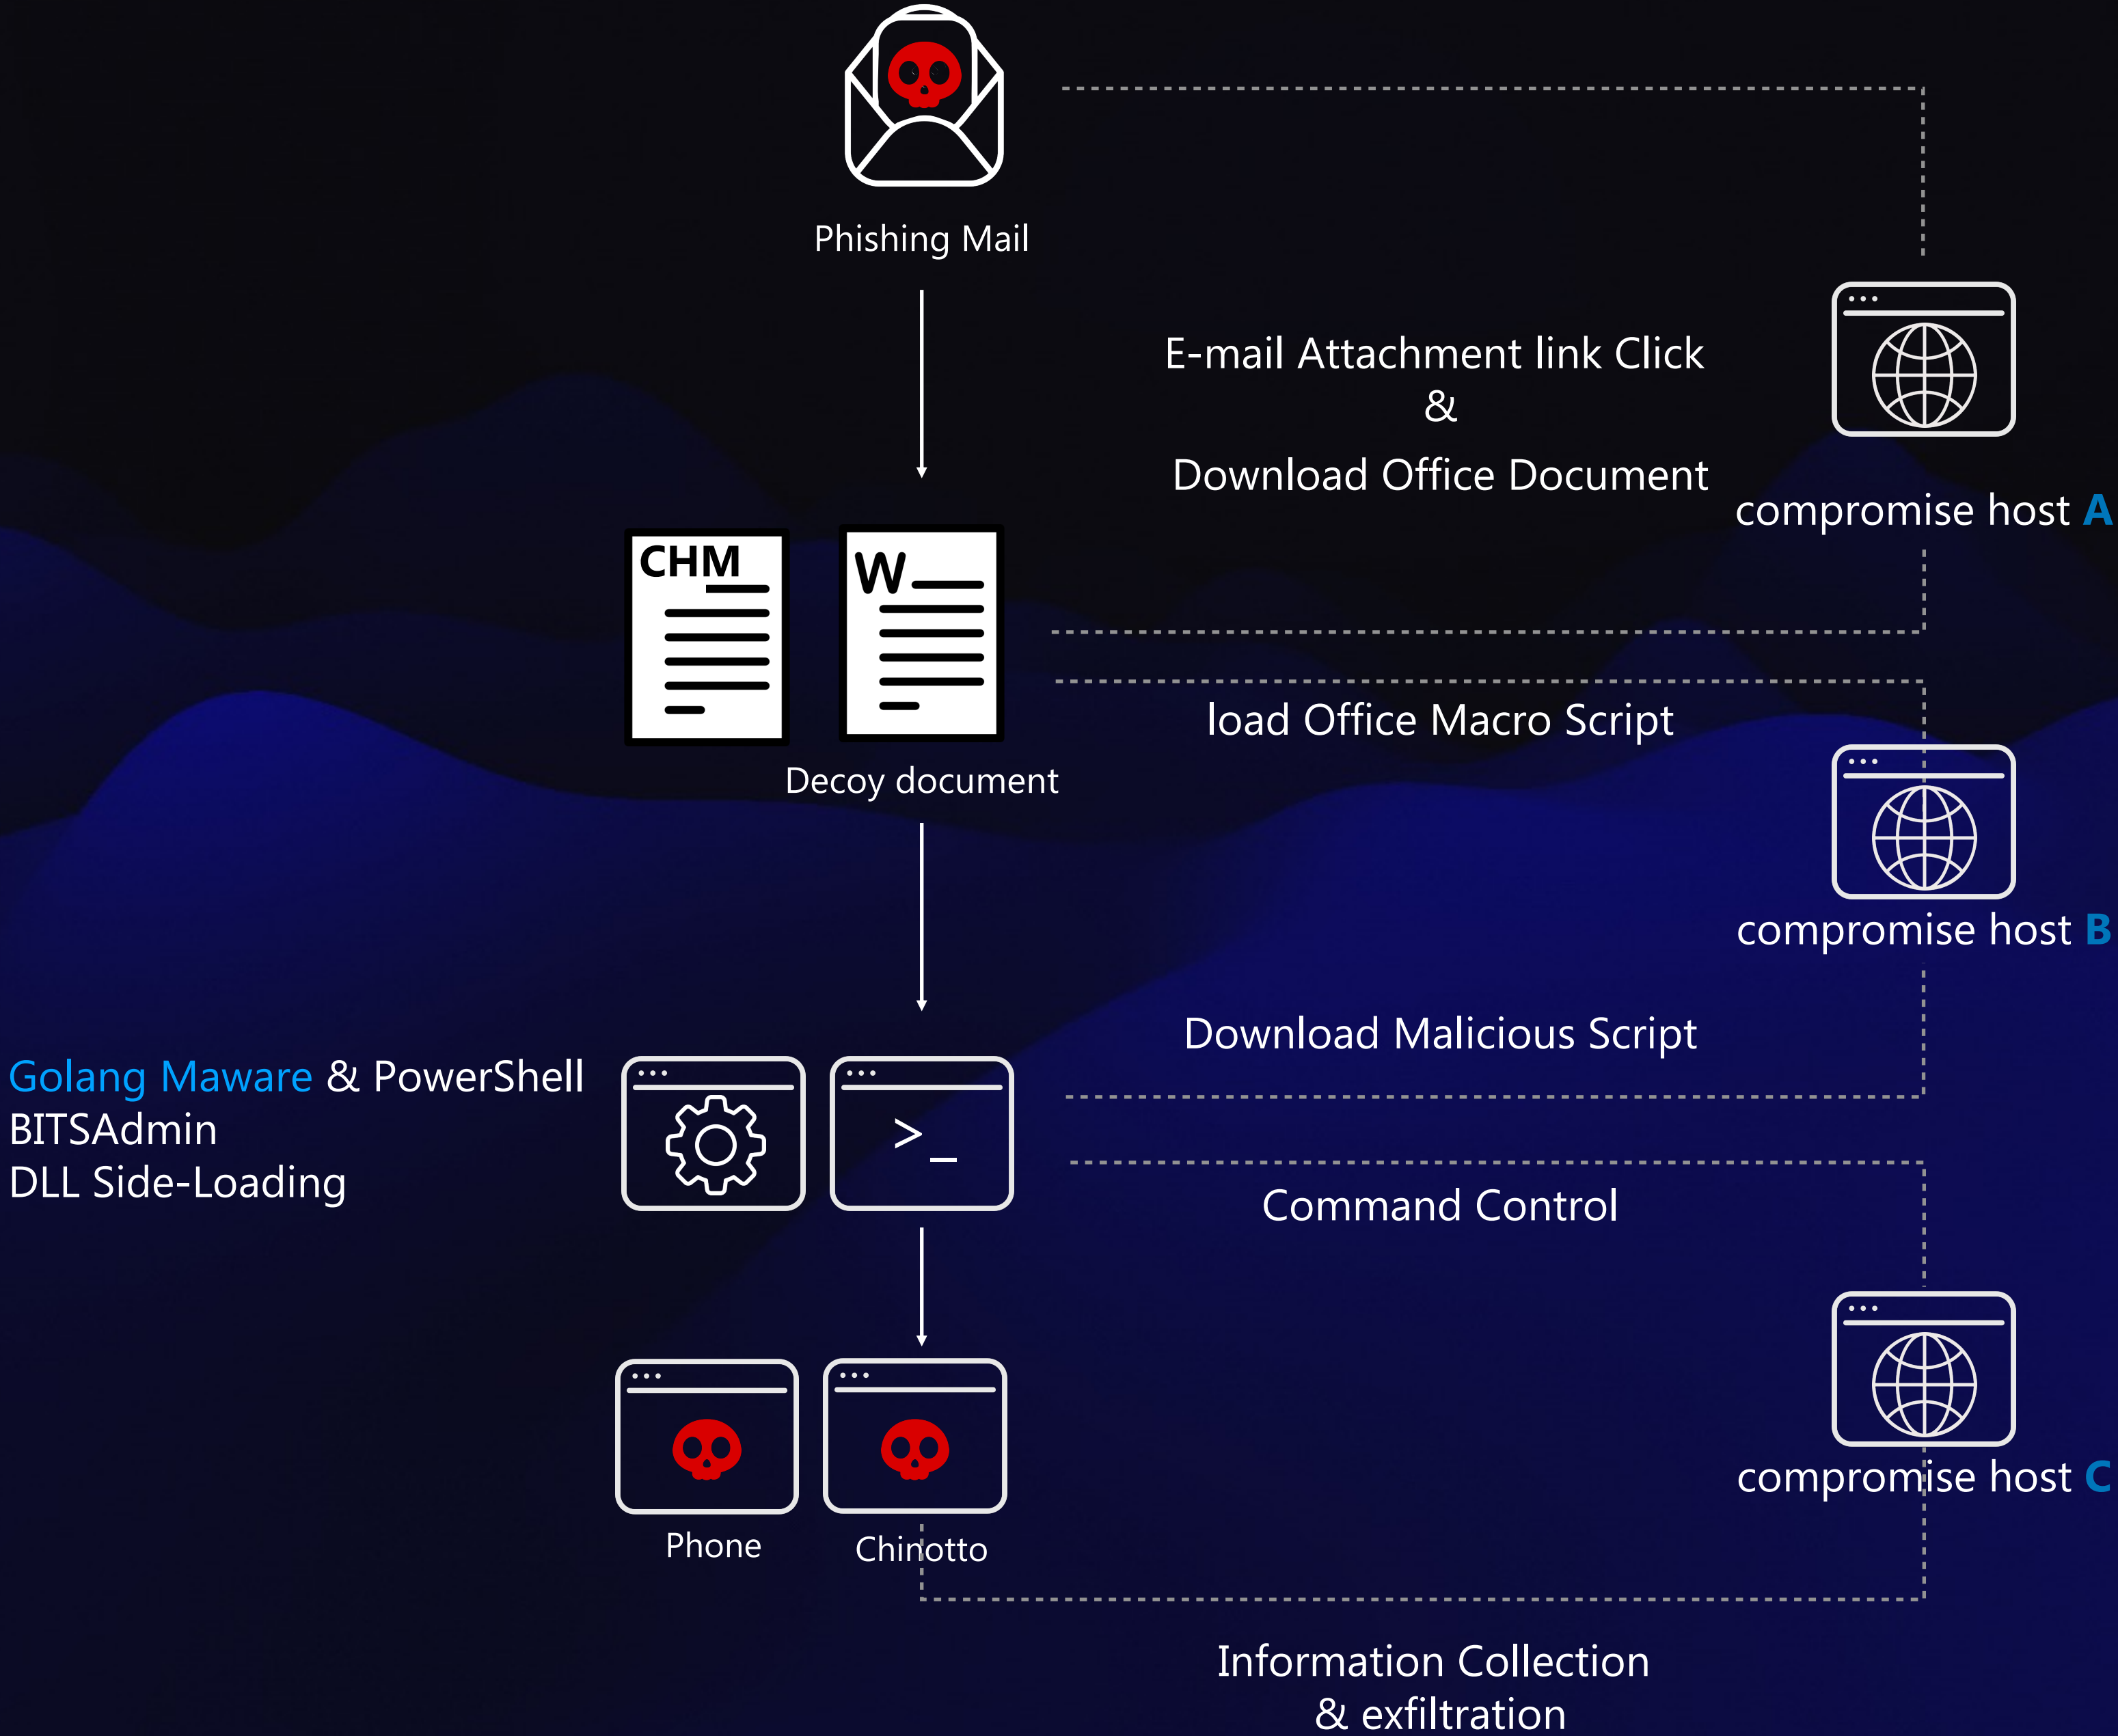 Phishing Mail
E-mail Attachment link Click
&
Download Office Document
compromise host A
CHM
W
load Office Macro Script
Decoy document
compromise host B
Download Malicious Script
Golang Maware & PowerShell
BITSAdmin
DLL Side-Loading
>_
Command Control
compromise host C
Phone
Chinotto
Information Collection
& exfiltration